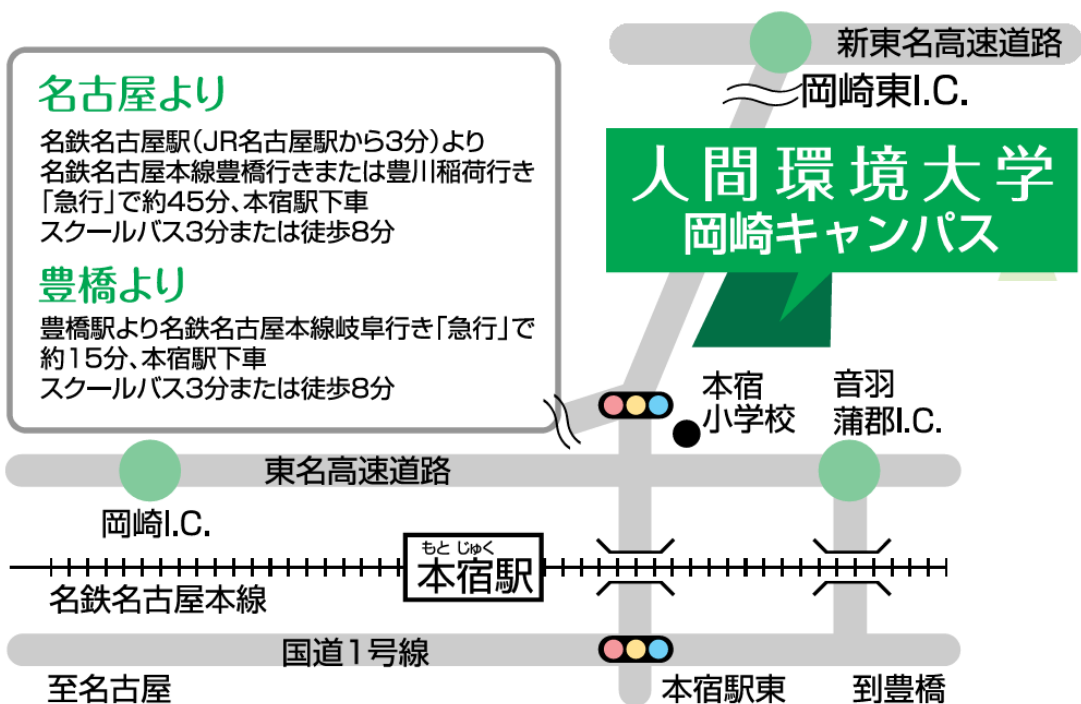 名古屋より
名鉄名古屋駅(JR名古屋駅から3分)より
名鉄名古屋本線豊橋行きまたは豊川稲荷行き
「急行」で約45分、本宿駅下車
スクールバス3分または徒歩8分
豊橋より
豊橋駅より名鉄名古屋本線岐阜行き「急行」で
約15分、本宿駅下車
スクールバス3分または徒歩8分
新東名高速道路
岡崎東I.C.
人間環境大学
岡崎キャンパス
本宿
小学校
音羽
蒲郡I.C.
東名高速道路
岡崎I.C.
もと じゅく
本宿駅
名鉄名古屋本線
国道1号線
至名古屋
本宿駅東
到豊橋